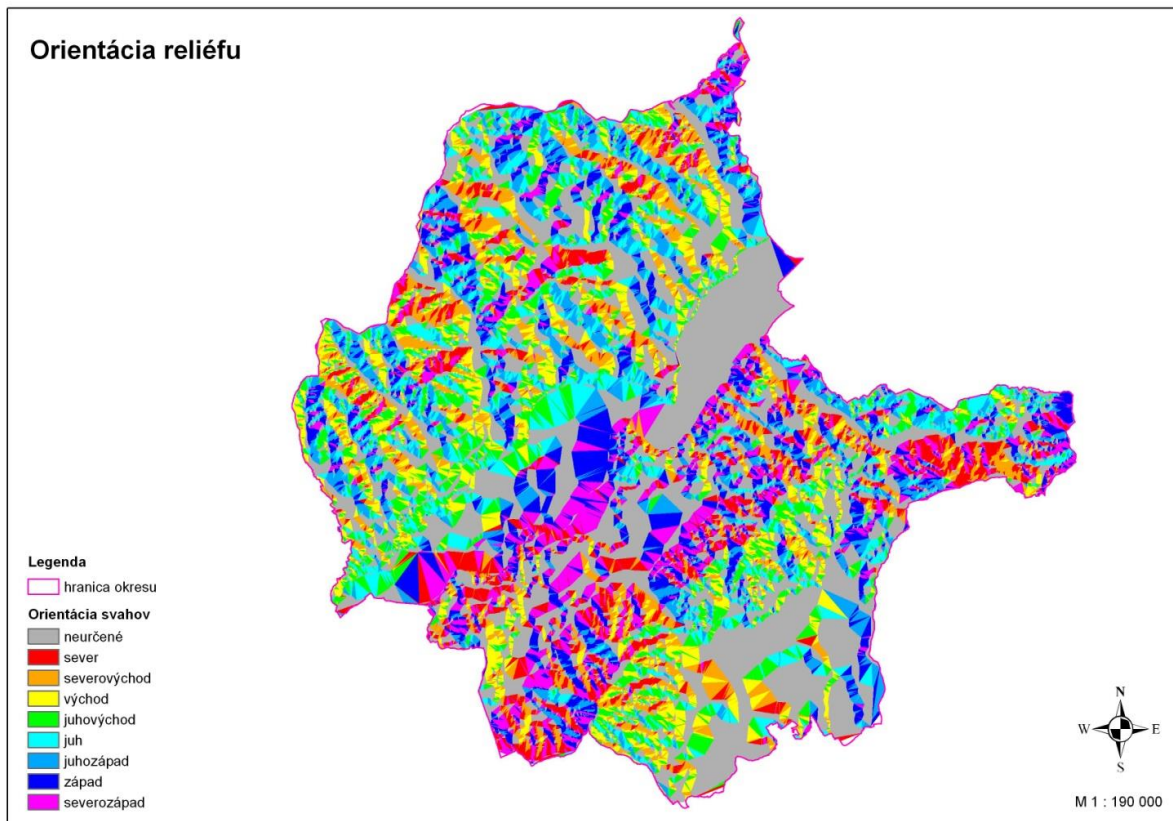 Orientácia reliéfu
Legenda
hranica okresu
Orientácia svahov
neurčené
sever
severovýchod
východ
juhovýchod
juh
juhozápad
západ
severozápad
N
W E
S
M 1 : 190 000